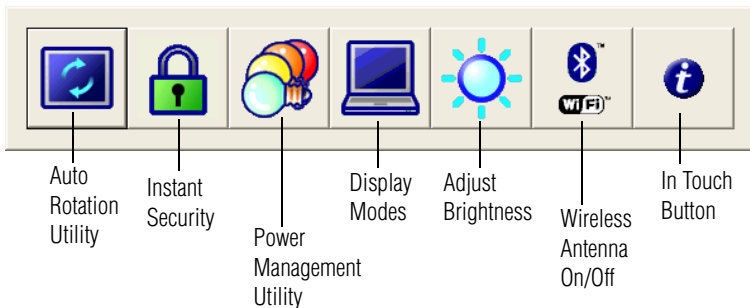 WiFi
Auto
Rotation
Utility
Instant
Security
Power
Management
Utility
Display
Modes
Adjust
Brightness
Wireless
Antenna
On/Off
In Touch
Button
i